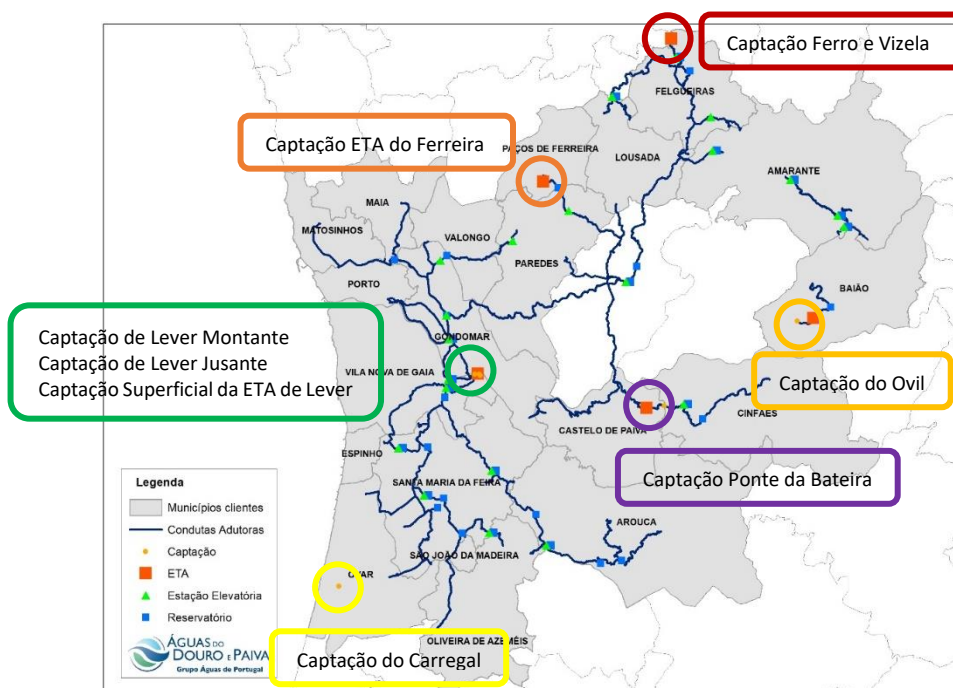 Captação Ferro e Vizela
FELGUEIRAS
Captação ETA do Ferreira
PAÇOS DE FERREIRA
LOUSADA
AMARANTE
MAIA
MATOSINHOS
VALONGO
PAREDES
PORTO
BAIÃO
Captação de Lever Montante
Captação de Lever Jusante
Captação Superficial da ETA de Lever
GONDOMAR
VILA NOVA DE GAIA
Captação do Ovil
CINFÃES
CASTELO DE PAIVA
ESPINHO
Captação Ponte da Bateira
SANTA MARIA DA FEIRA
Legenda
Municípios clientes
Condutas Adutoras
Captação
ETA
Estação Elevatória
Reservatório
AROUCA
SÃO JOÃO DA MADEIRA
OVAR
OLIVEIRA DE AZEMÉIS
ÁGUAS DO
DOURO E PAIVA
Grupo Águas de Portugal
Captação do Carregal